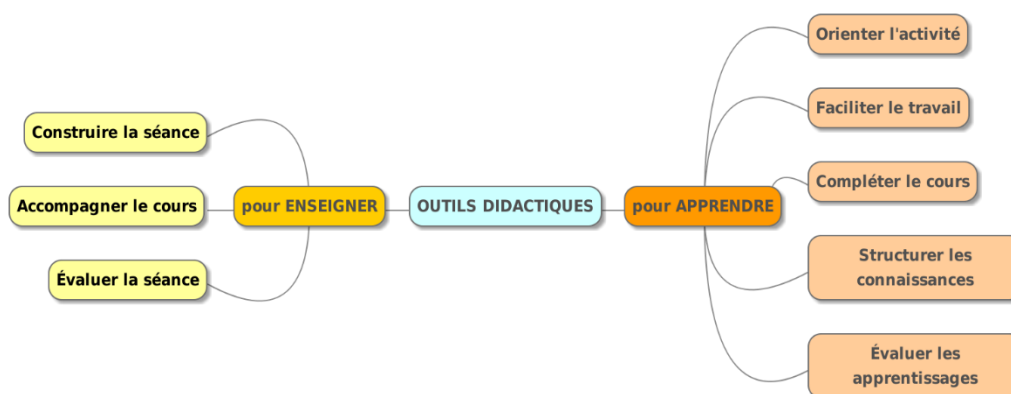 OUTILS DIDACTIQUES
pour ENSEIGNER
Construire la séance
Accompagner le cours
Évaluer la séance
pour APPRENDRE
Orienter l'activité
Faciliter le travail
Compléter le cours
Structurer les
connaissances
Évaluer les
apprentissages